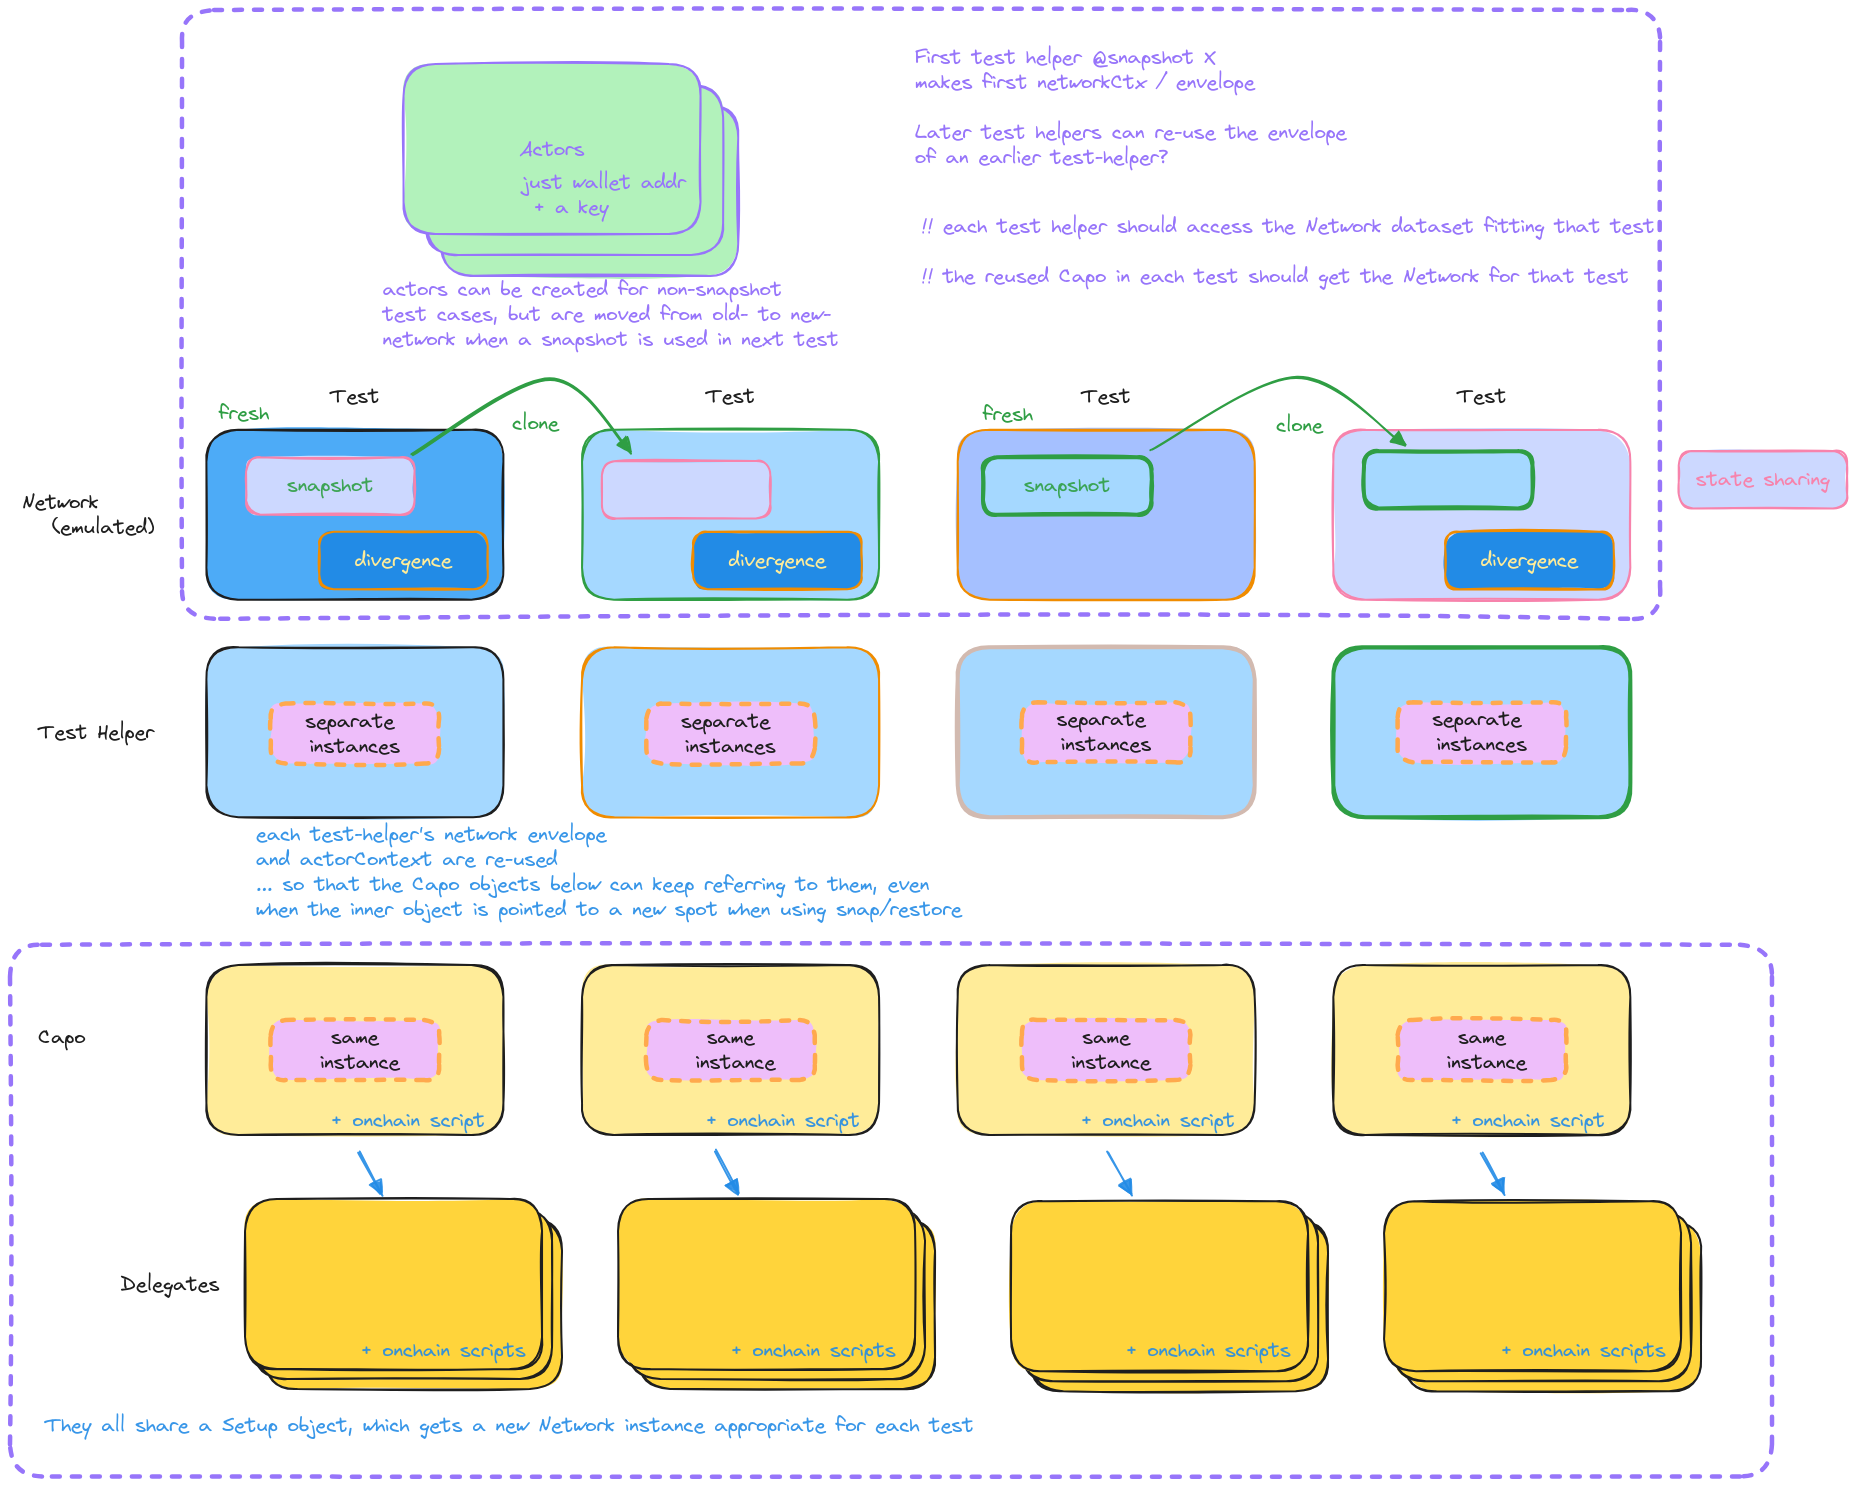 First test helper @snapshot X
makes first networkCtx / envelope
Later test helpers can re-use the envelope
of an earlier test-helper?
!! each test helper should access the Network dataset fitting that test
!! the reused Capo in each test should get the Network for that test
Actors
just wallet addr
+ a key
actors can be created for non-snapshot
test cases, but are moved from old- to new-
network when a snapshot is used in next test
Test
Test
Test
Test
fresh
clone
fresh
clone
Network
(emulated)
snapshot
divergence
divergence
snapshot
divergence
state sharing
Test Helper
separate
instances
separate
instances
separate
instances
separate
instances
each test-helper's network envelope
and actorContext are re-used
... so that the Capo objects below can keep referring to them, even
when the inner object is pointed to a new spot when using snap/restore
Capo
same
instance
+ onchain script
same
instance
+ onchain script
same
instance
+ onchain script
same
instance
+ onchain script
Delegates
+ onchain scripts
+ onchain scripts
+ onchain scripts
+ onchain scripts
They all share a Setup object, which gets a new Network instance appropriate for each test